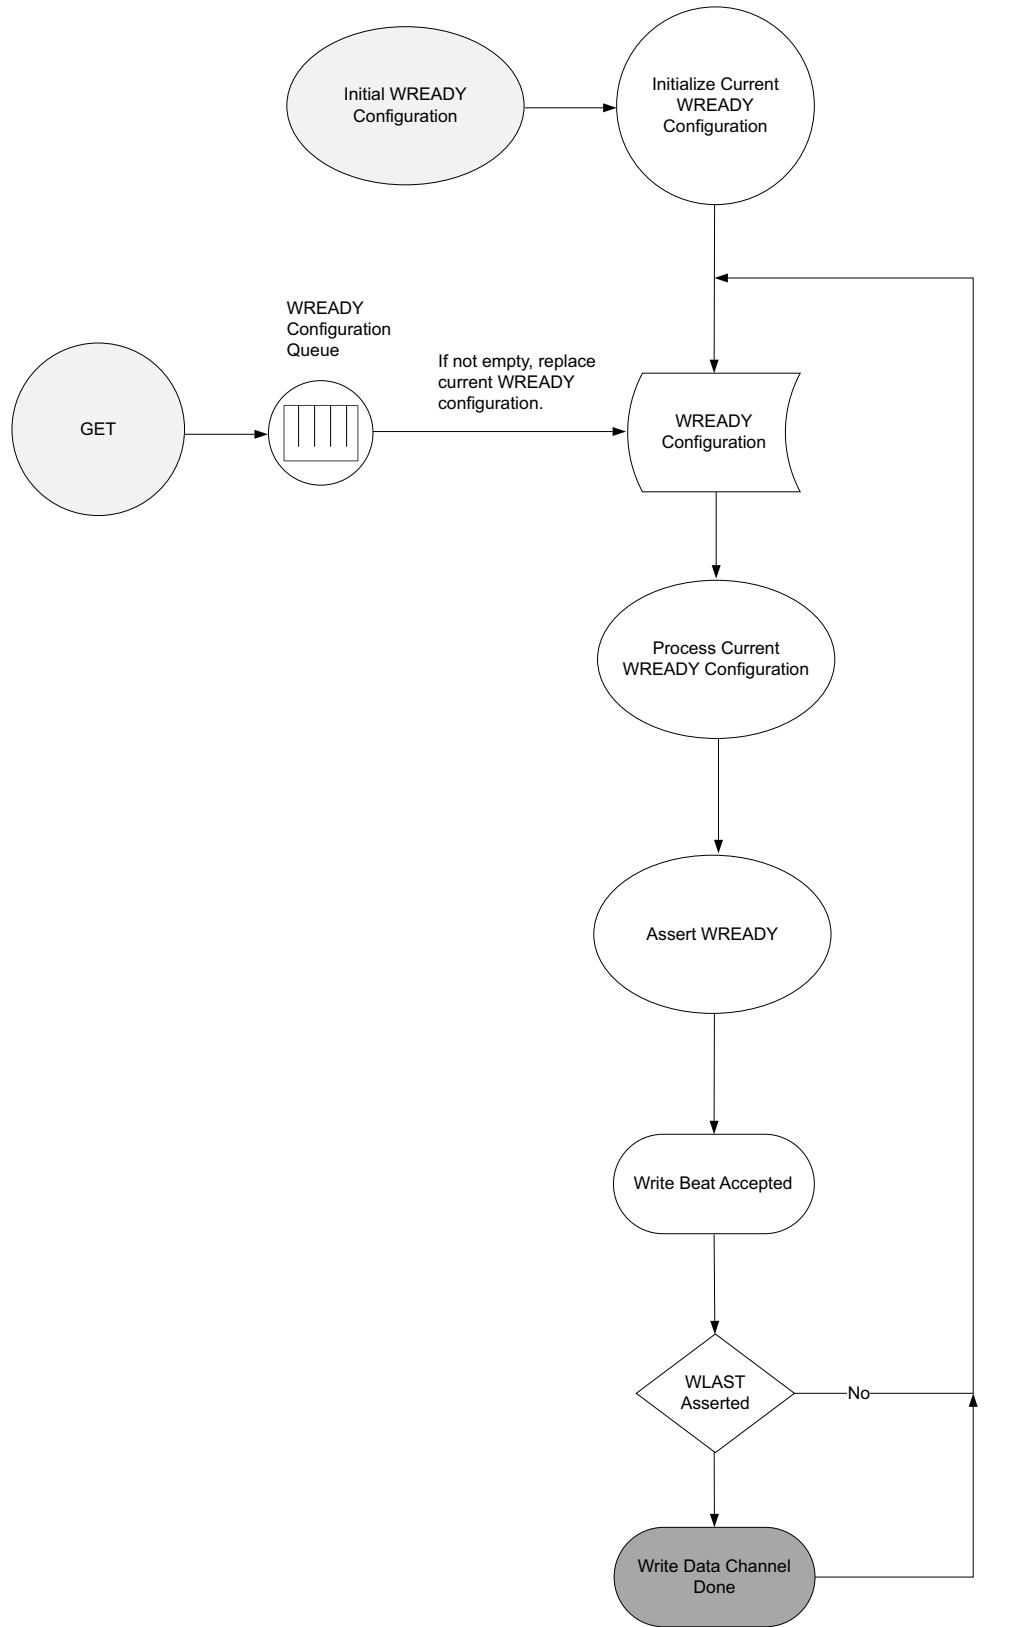 Initial WREADY
Configuration
Initialize Current
WREADY
Configuration
WREADY
Configuration
Queue
If not empty, replace
current WREADY
configuration.
GET
WREADY
Configuration
Process Current
WREADY Configuration
Assert WREADY
Write Beat Accepted
WLAST
Asserted
No
Write Data Channel
Done